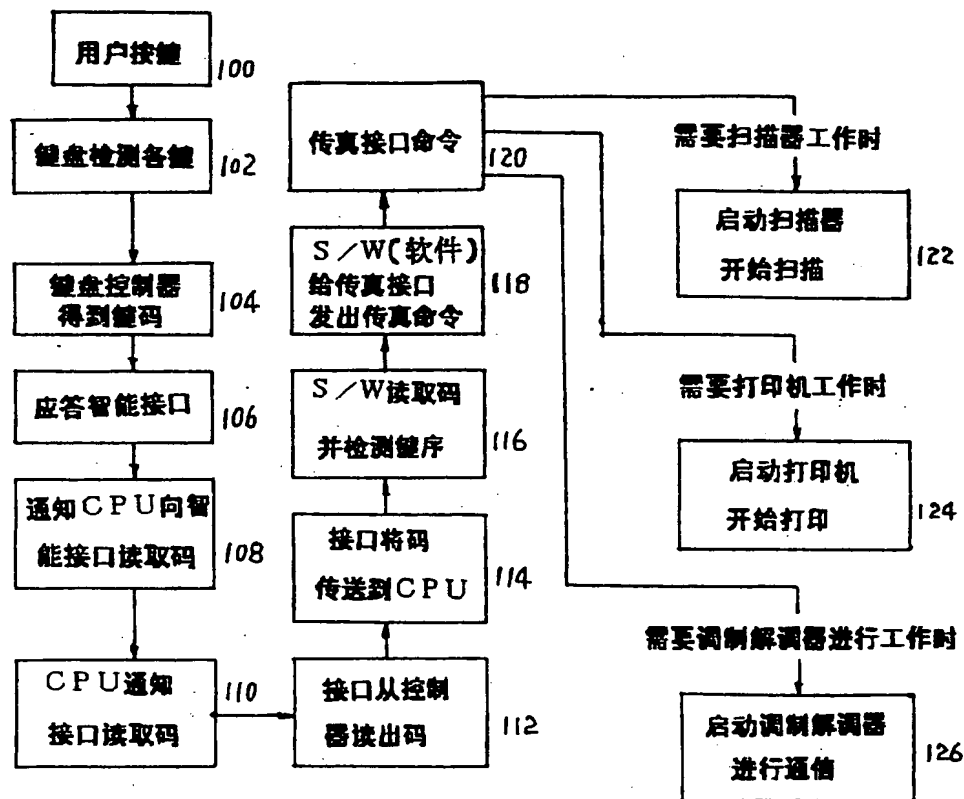 用户按键
100
键盘检测各键
102
键盘控制器
得到键码
104
应答智能接口
106
通知CPU向智
能接口读取码
108
CPU通知
接口读取码
110
接口从控制
器读出码
112
接口将码
传送到CPU
114
S/W读取码
并检测键序
116
S/W(软件)
给传真接口
发出传真命令
118
传真接口命令
120
需要扫描器工作时
启动扫描器
开始扫描
122
需要打印机工作时
启动打印机
开始打印
124
需要调制解调器进行工作时
启动调制解调器
进行通信
126